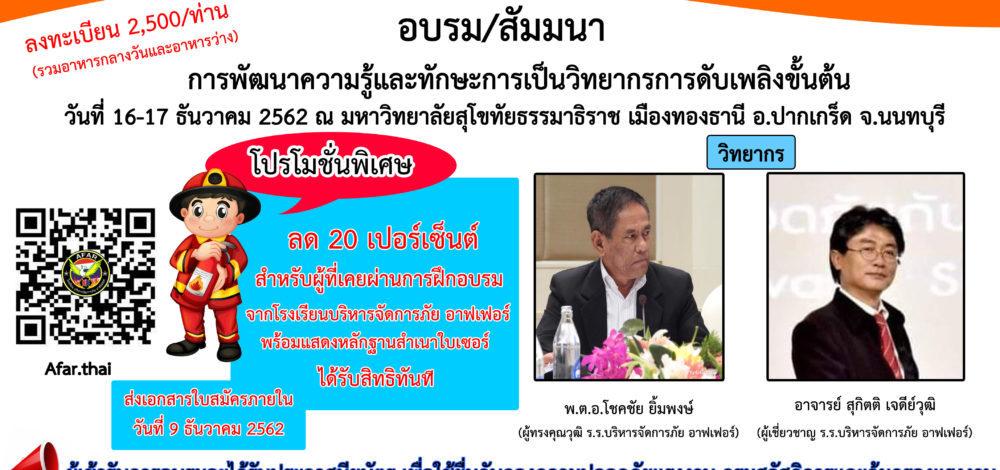 ลงทะเบียน 2,500/ท่าน
(รวมอาหารกลางวันและอาหารว่าง)
อบรม/สัมมนา
การพัฒนาความรู้และทักษะการเป็นวิทยากรการดับเพลิงขั้นต้น
วันที่ 16-17 ธันวาคม 2562 ณ มหาวิทยาลัยสุโขทัยธรรมาธิราช เมืองทองธานี อ.ปากเกร็ด จ.นนทบุรี
โปรโมชั่นพิเศษ
ลด 20 เปอร์เซ็นต์
สำหรับผู้ที่เคยผ่านการฝึกอบรม
จากโรงเรียนบริหารจัดการภัย อาฟเฟอร์
พร้อมแสดงหลักฐานสำเนาใบเซอร์
ได้รับสิทธิทันที
AFAR
Afar.thai
ส่งเอกสารใบสมัครภายใน
วันที่ 9 ธันวาคม 2562
วิทยากร
พ.ต.อ.โชคชัย ยิ้มพงษ์
(ผู้ทรงคุณวุฒิ ร.ร.บริหารจัดการภัย อาฟเฟอร์)
อาจารย์ สุกิตติ เจดีย์วุฒิ
(ผู้เชี่ยวชาญ ร.ร.บริหารจัดการภัย อาฟเฟอร์)